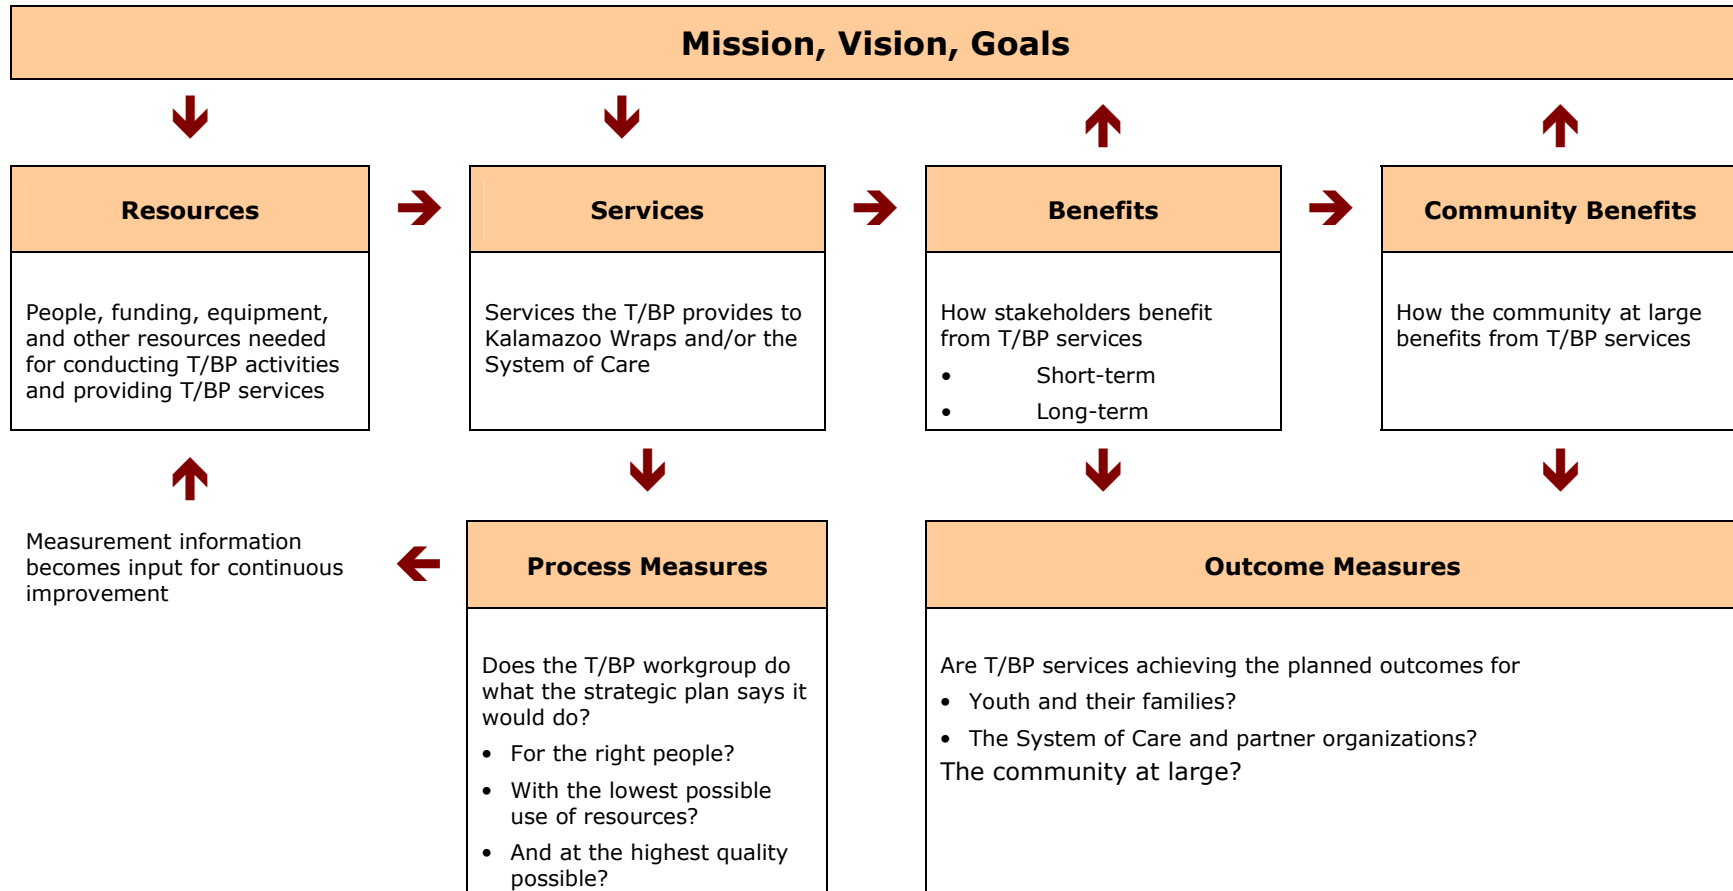 Mission, Vision, Goals
Resources
People, funding, equipment,
and other resources needed
for conducting T/BP activities
and providing T/BP services
Services
Services the T/BP provides to
Kalamazoo Wraps and/or the
System of Care
Benefits
How stakeholders benefit
from T/BP services
• Short-term
• Long-term
Community Benefits
How the community at large
benefits from T/BP services
Measurement information
becomes input for continuous
improvement
Process Measures
Does the T/BP workgroup do
what the strategic plan says it
would do?
• For the right people?
• With the lowest possible
use of resources?
• And at the highest quality
possible?
Outcome Measures
Are T/BP services achieving the planned outcomes for
• Youth and their families?
• The System of Care and partner organizations?
The community at large?